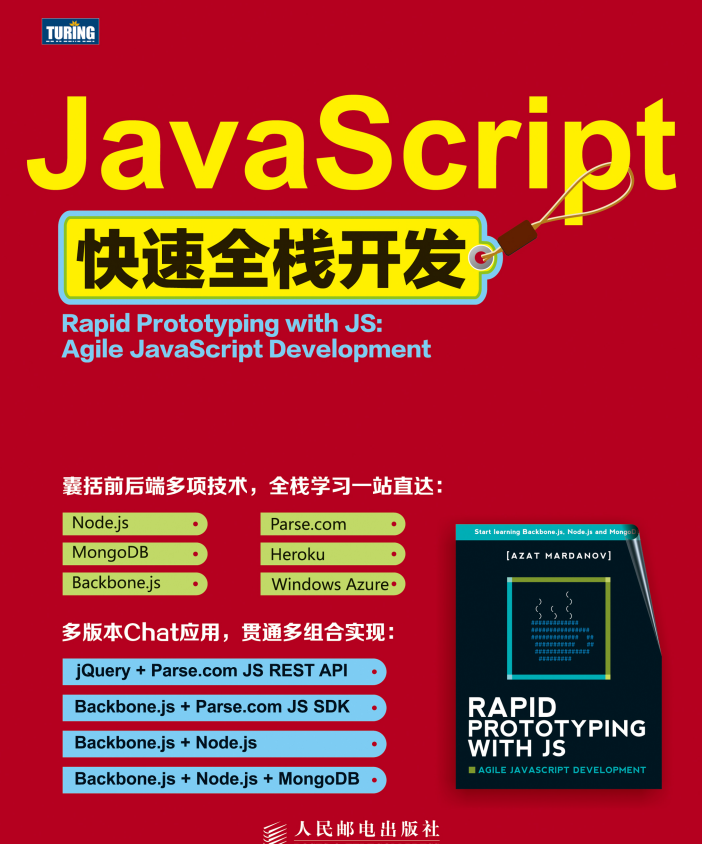 TURING
JavaScript
快速全栈开发
Rapid Prototyping with JS:
Agile JavaScript Development
囊括前后端多项技术，全栈学习一站直达：
Node.js
Parse.com
MongoDB
Heroku
Backbone.js
Windows Azure
多版本Chat应用，贯通多组合实现：
jQuery + Parse.com JS REST API
Backbone.js + Parse.com JS SDK
Backbone.js + Node.js
Backbone.js + Node.js + MongoDB
Start learning Backbone.js, Node.js and MongoD
[AZAT MARDANOV]
RAPID
PROTOTYPING
WITH JS
AGILE JAVASCRIPT DEVELOPMENT
人民邮电出版社